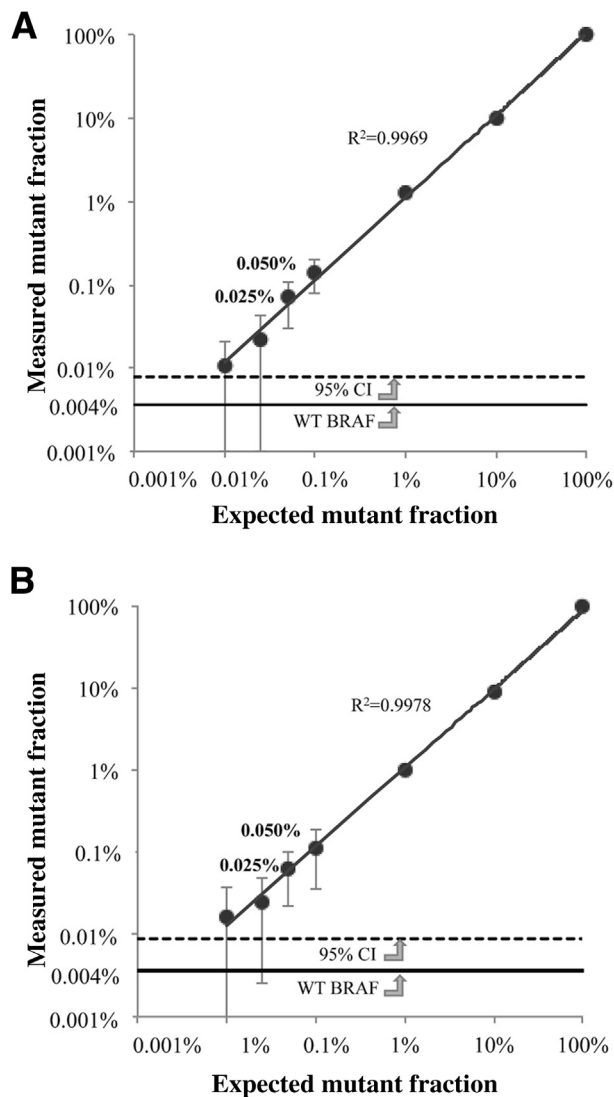 A
100%
10%
R²=0.9969
1%
0.050%
0.1%
0.025%
0.01%
95% CI
0.004%
WT BRAF
0.001%
Measured mutant fraction
0.001% 0.01% 0.1% 1% 10% 100%
Expected mutant fraction
B
100%
10%
R²=0.9978
1%
0.050%
0.1%
0.025%
0.01%
95% CI
0.004%
WT BRAF
0.001%
Measured mutant fraction
0.001% 1% 0.1% 1% 10% 100%
Expected mutant fraction